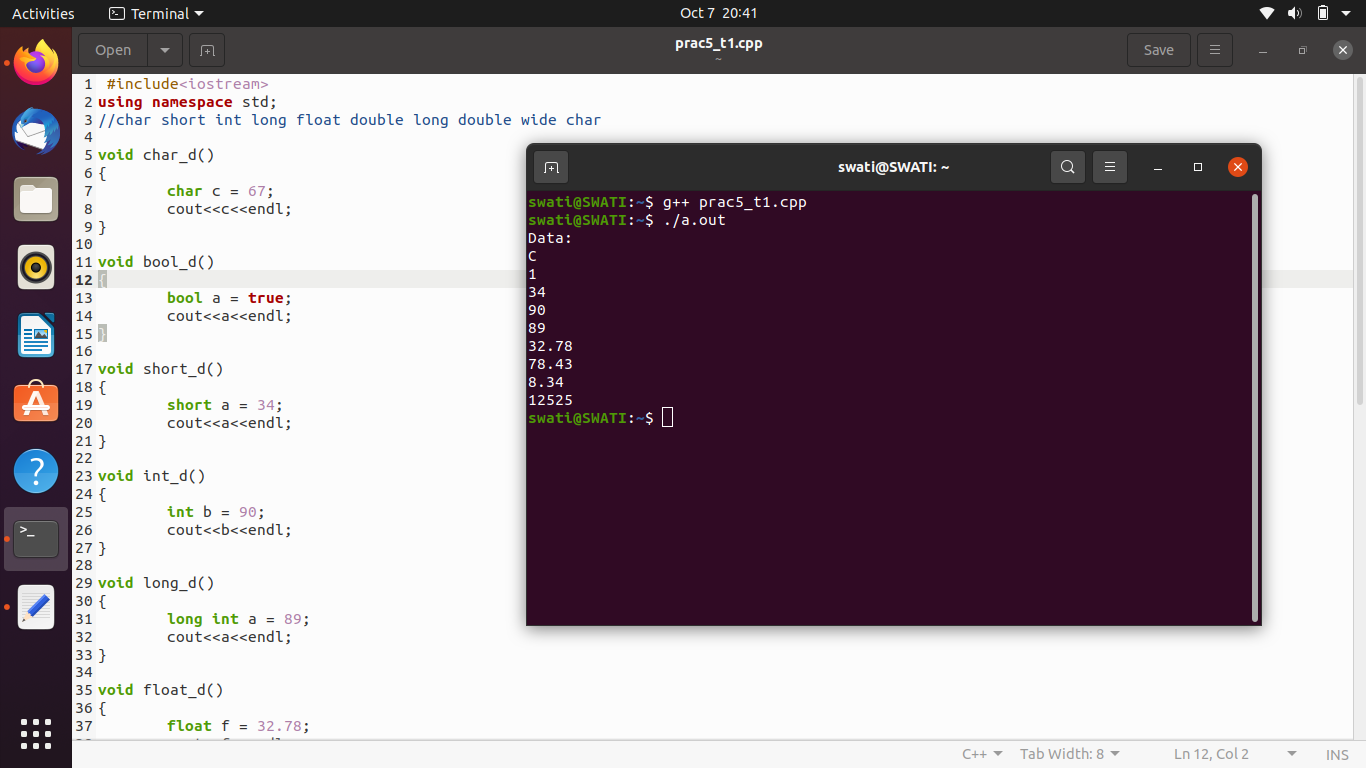 Activities
Terminal
Oct 7 20:41
Open
prac5_t1.cpp
~
Save
1 #include<iostream>
2 using namespace std;
3 //char short int long float double long double wide char
4
5 void char_d()
6 {
7 char c = 67;
8 cout<<c<<endl;
9 }
10
11 void bool_d()
12 {
13 bool a = true;
14 cout<<a<<endl;
15 }
16
17 void short_d()
18 {
19 short a = 34;
20 cout<<a<<endl;
21 }
22
23 void int_d()
24 {
25 int b = 90;
26 cout<<b<<endl;
27 }
28
29 void long_d()
30 {
31 long int a = 89;
32 cout<<a<<endl;
33 }
34
35 void float_d()
36 {
37 float f = 32.78;
swati@SWATI: ~
swati@SWATI:~$ g++ prac5_t1.cpp
swati@SWATI:~$ ./a.out
Data:
C
1
34
90
89
32.78
78.43
8.34
12525
swati@SWATI:~$
C++
Tab Width: 8
Ln 12, Col 2
INS